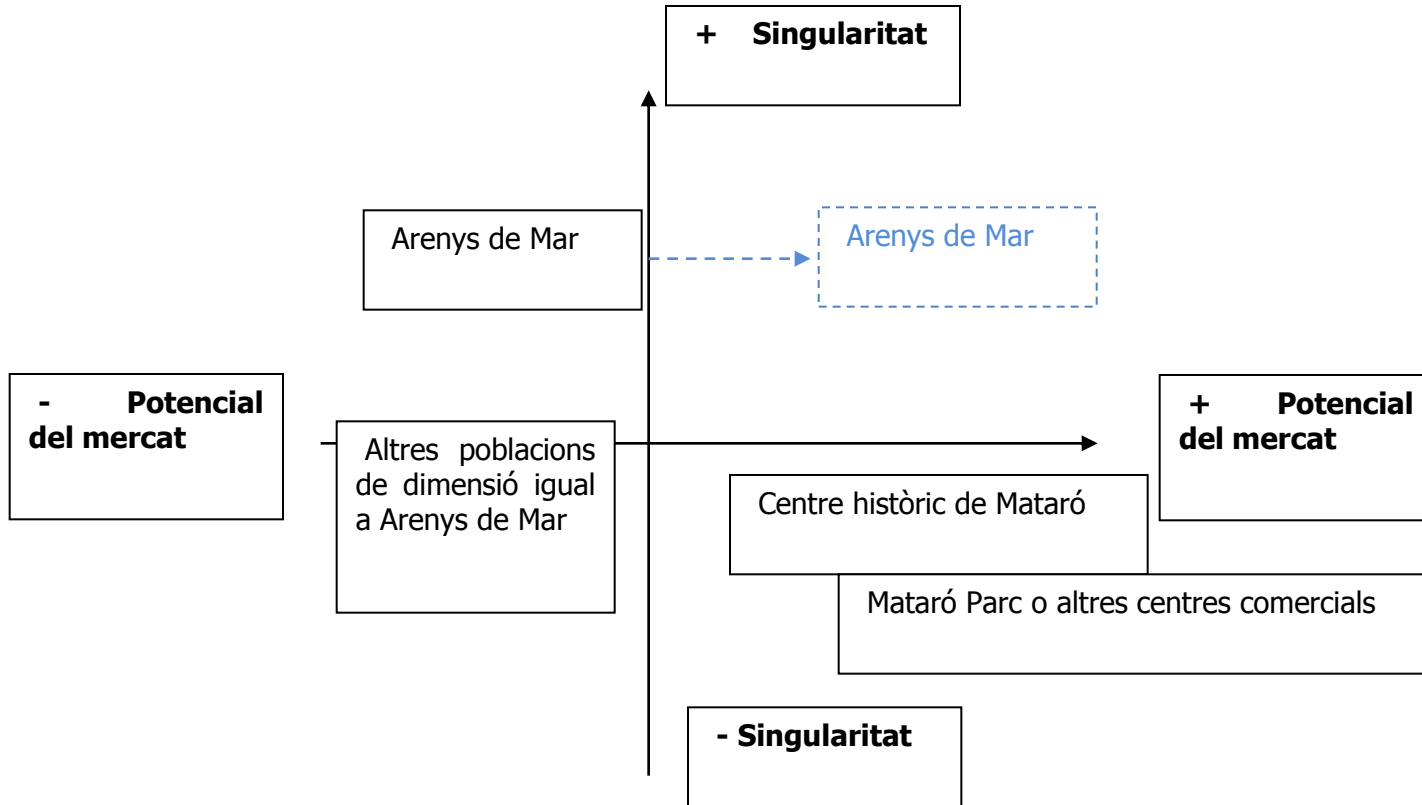 + Singularitat
Arenys de Mar
Arenys de Mar
- Potencial
del mercat
+ Potencial
del mercat
Altres poblacions
de dimensió igual
a Arenys de Mar
Centre històric de Mataró
Mataró Parc o altres centres comercials
- Singularitat